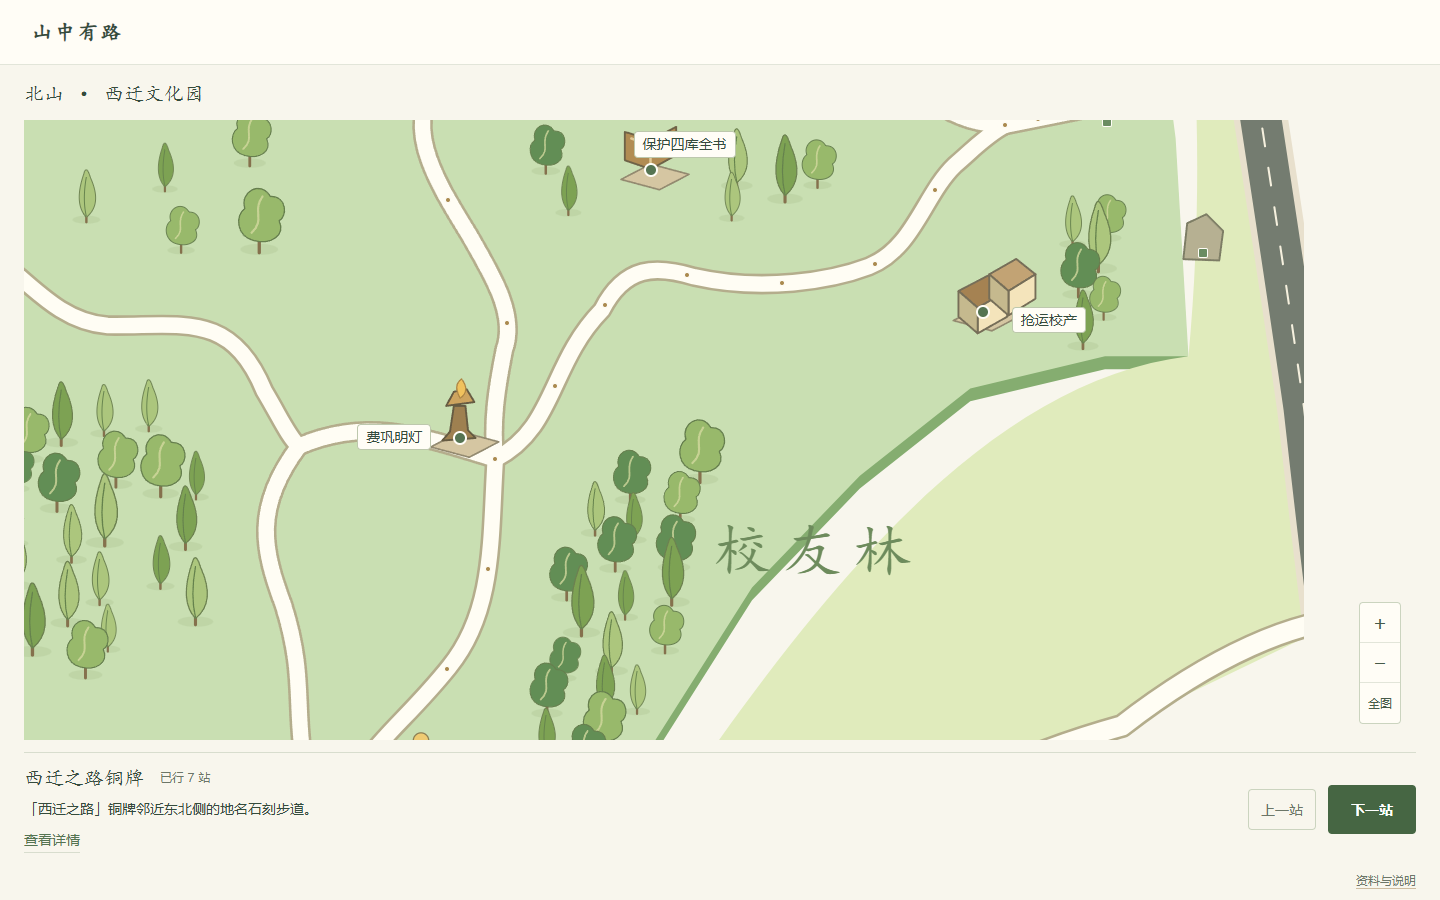 山中有路
北山 • 西迁文化园
保护四库全书
抢运校产
费巩明灯
校友林
+
−
全图
西迁之路铜牌 已行 7 站
「西迁之路」铜牌邻近东北侧的地名石刻步道。
查看详情
上一站
下一站
资料与说明